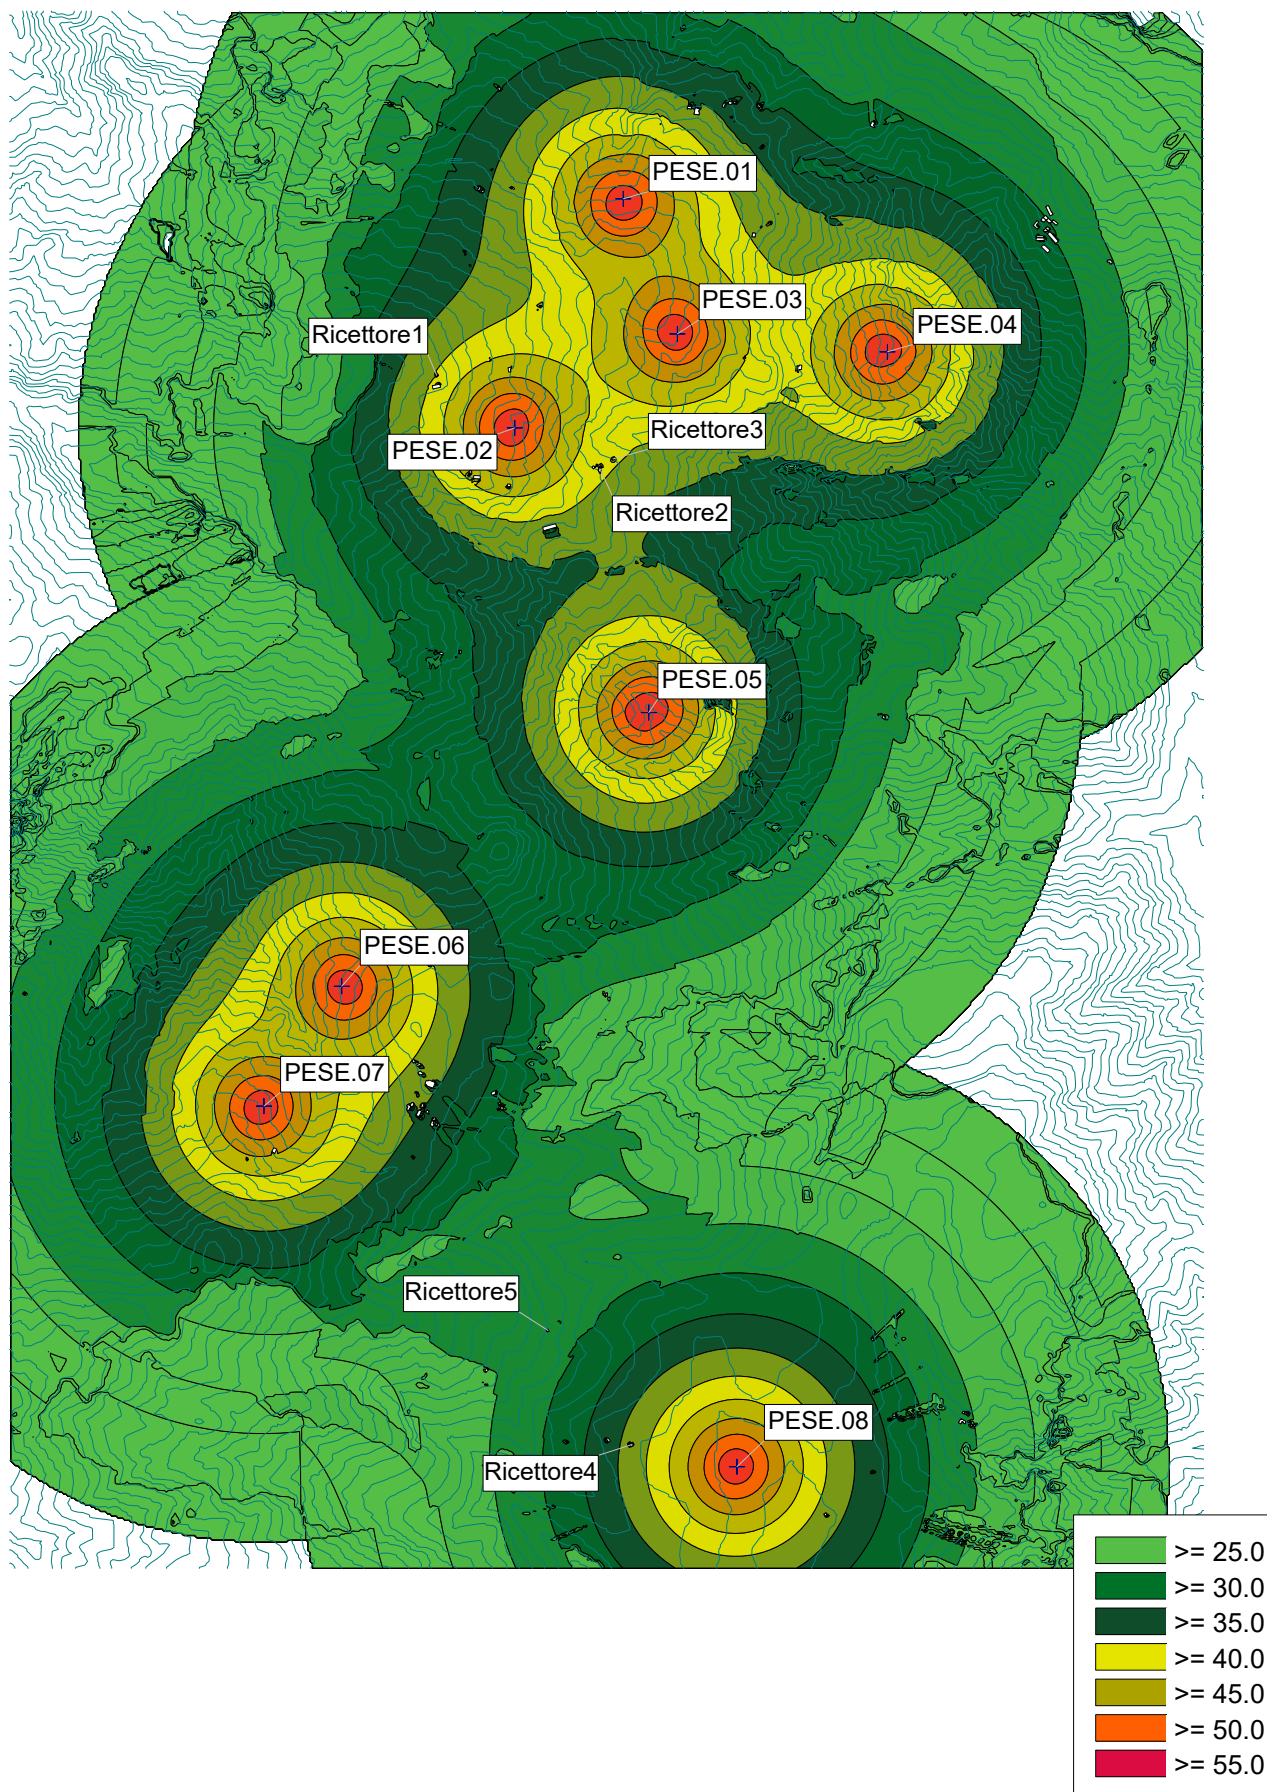 PESE.01
PESE.03
PESE.04
Ricettore1
Ricettore3
PESE.02
Ricettore2
PESE.05
PESE.06
PESE.07
Ricettore5
PESE.08
Ricettore4
>= 25.0
>= 30.0
>= 35.0
>= 40.0
>= 45.0
>= 50.0
>= 55.0